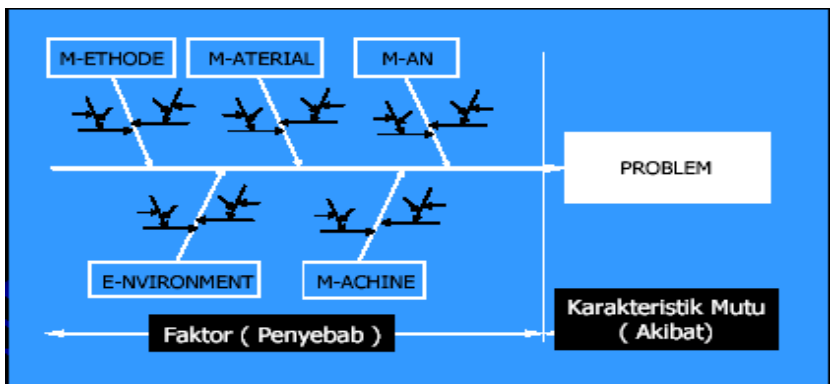 M-ETHODE
M-ATERIAL
M-AN
PROBLEM
E-NVIRONMENT
M-ACHINE
Faktor ( Penyebab )
Karakteristik Mutu
( Akibat)